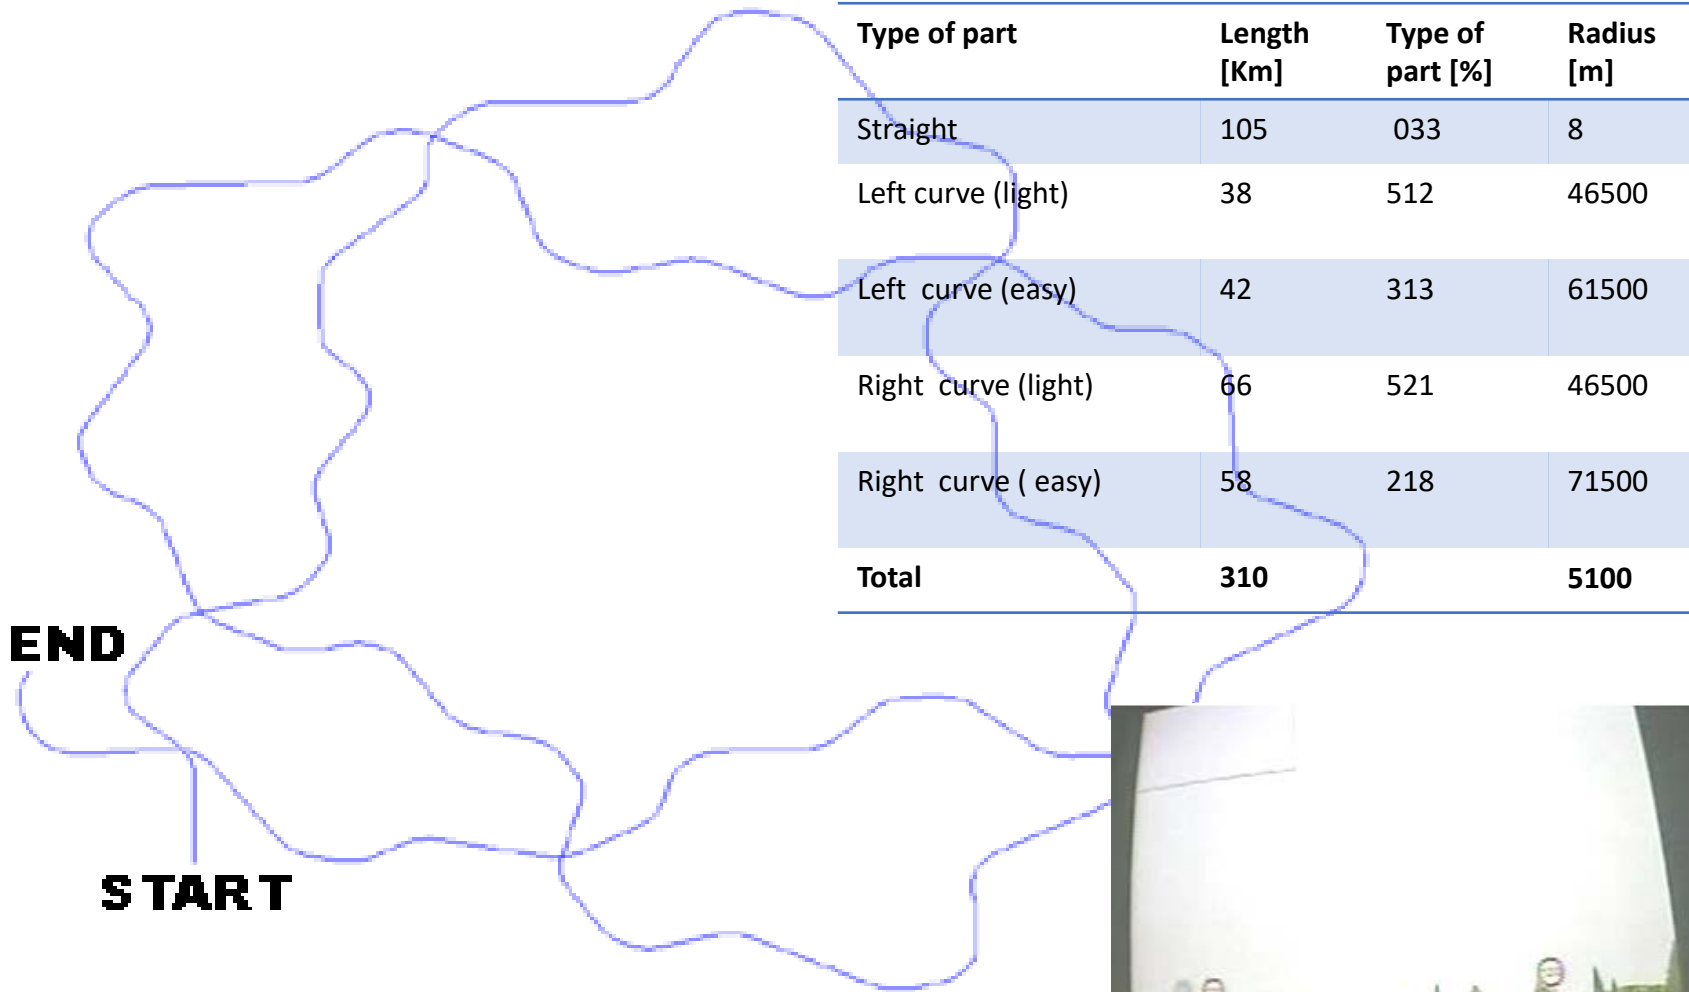 Type of part Length [Km] Type of part [%] Radius [m]
Straight 105 033 8
Left curve (light) 38 512 46500
Left  curve (easy) 42 313 61500
Right  curve (light) 66 521 46500
Right  curve ( easy) 58 218 71500
Total 310 5100
END
START